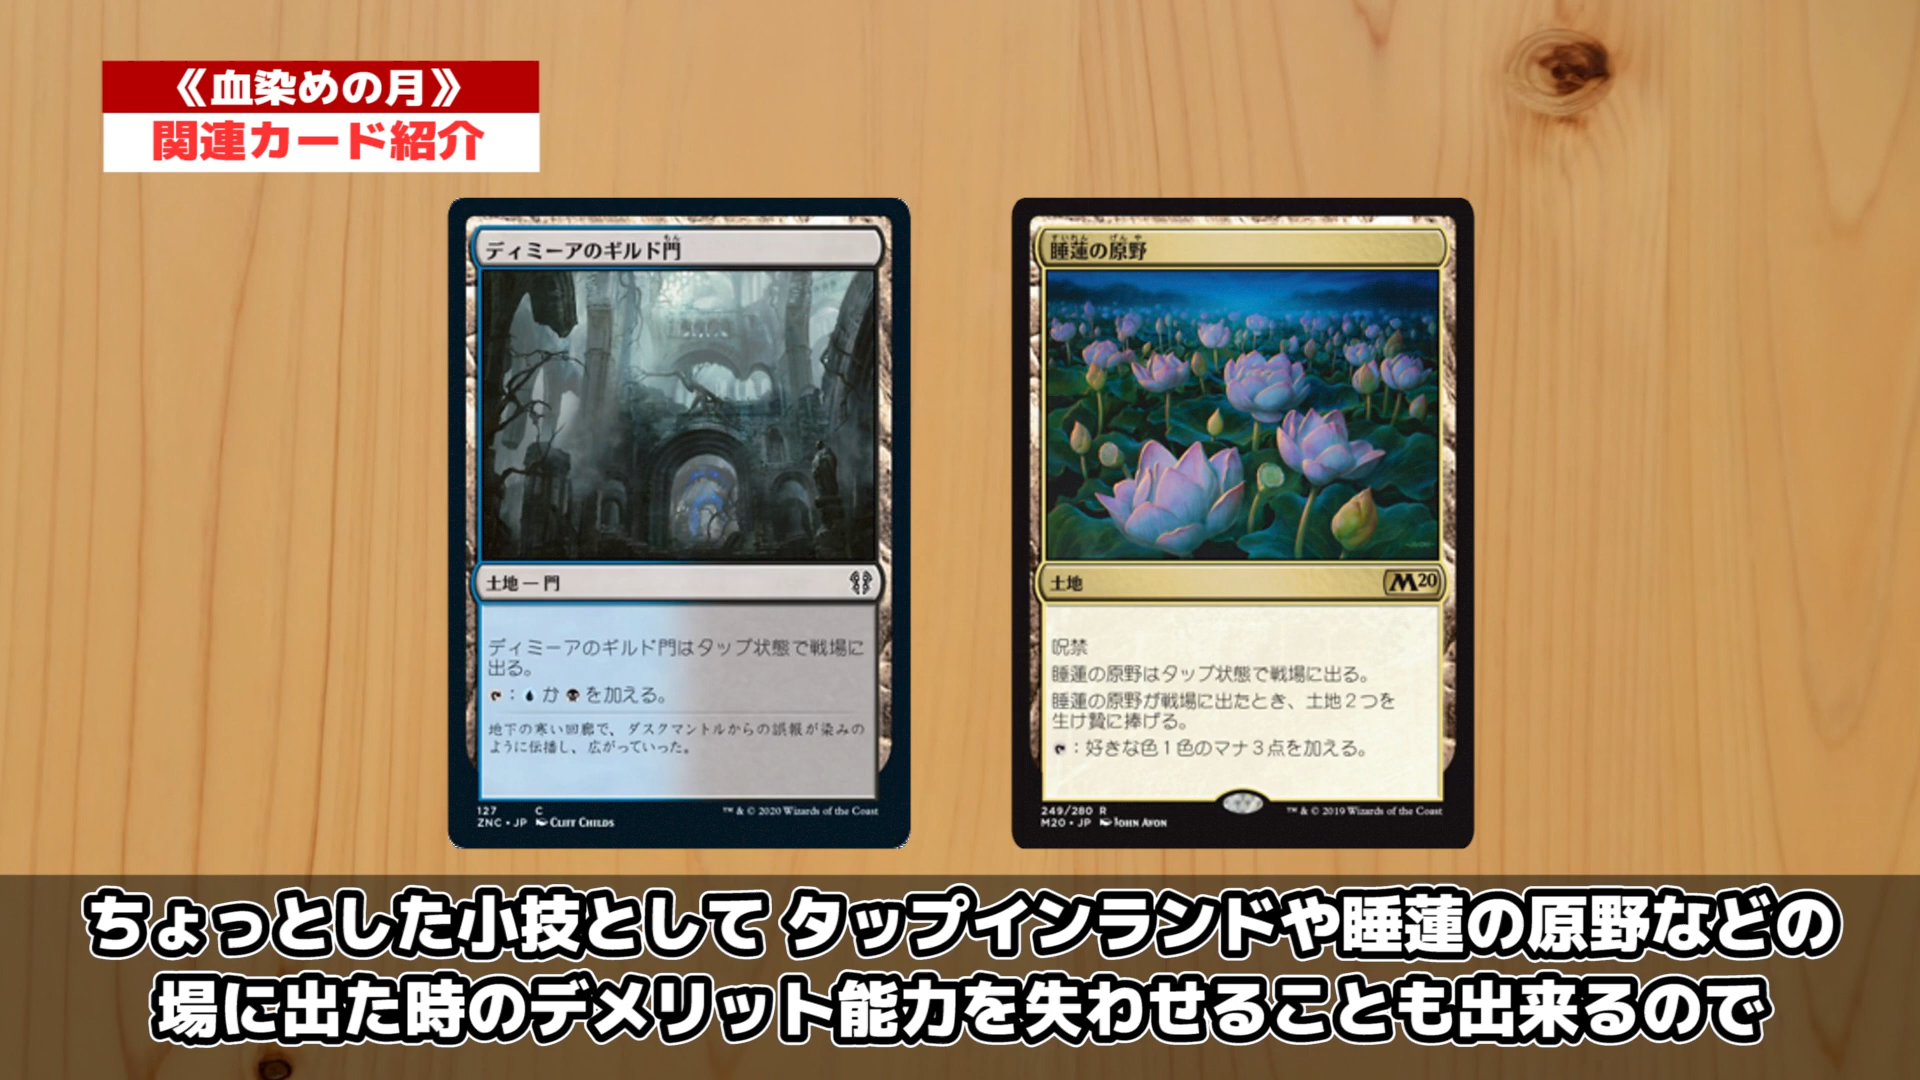 《血染めの月》
関連カード紹介
ディミーアのギルド門
もん
土地 — 門
ディミーアのギルド門はタップ状態で戦場に
出る。
： か を加える。
地下の寒い回廊で、ダスクマントルからの誤報が染みの
ように伝播し、広がっていった。
127 C
ZNC • JP CLIFF CHILDS
™ & © 2020 Wizards of the Coast
すいれん げんや
睡蓮の原野
土地
M20
呪禁
睡蓮の原野はタップ状態で戦場に出る。
睡蓮の原野が戦場に出たとき、土地２つを
生け贄に捧げる。
：好きな色１色のマナ３点を加える。
249/280 R
M20 • JP JOHN AVON
™ & © 2019 Wizards of the Coast
ちょっとした小技として タップインランドや睡蓮の原野などの
場に出た時のデメリット能力を失わせることも出来るので